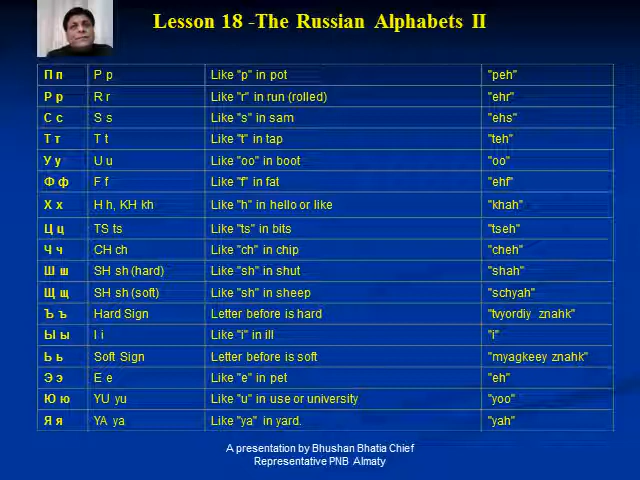 Lesson 18 -The Russian Alphabets II
П п P p Like "p" in pot "peh"
Р р R r Like "r" in run (rolled) "ehr"
С с S s Like "s" in sam "ehs"
Т т T t Like "t" in tap "teh"
У у U u Like "oo" in boot "oo"
Ф ф F f Like "f" in fat "ehf"
Х х H h, KH kh Like "h" in hello or like "khah"
Ц ц TS ts Like "ts" in bits "tseh"
Ч ч CH ch Like "ch" in chip "cheh"
Ш ш SH sh (hard) Like "sh" in shut "shah"
Щ щ SH sh (soft) Like "sh" in sheep "schyah"
Ъ ъ Hard Sign Letter before is hard "tvyordiy znahk"
Ы ы I i Like "i" in ill "i"
Ь ь Soft Sign Letter before is soft "myagkeey znahk"
Э э E e Like "e" in pet "eh"
Ю ю YU yu Like "u" in use or university "yoo"
Я я YA ya Like "ya" in yard. "yah"
A presentation by Bhushan Bhatia Chief
Representative PNB Almaty